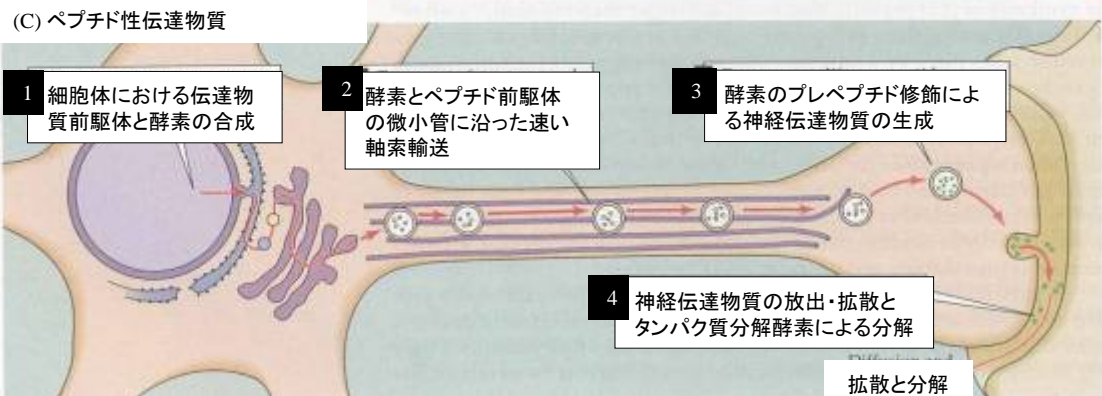 (C) ペプチド性伝達物質
1 細胞体における伝達物
質前駆体と酵素の合成
2 酵素とペプチド前駆体
の微小管に沿った速い
軸索輸送
3 酵素のプレペプチド修飾によ
る神経伝達物質の生成
4 神経伝達物質の放出・拡散と
タンパク質分解酵素による分解
Diffusion and
拡散と分解